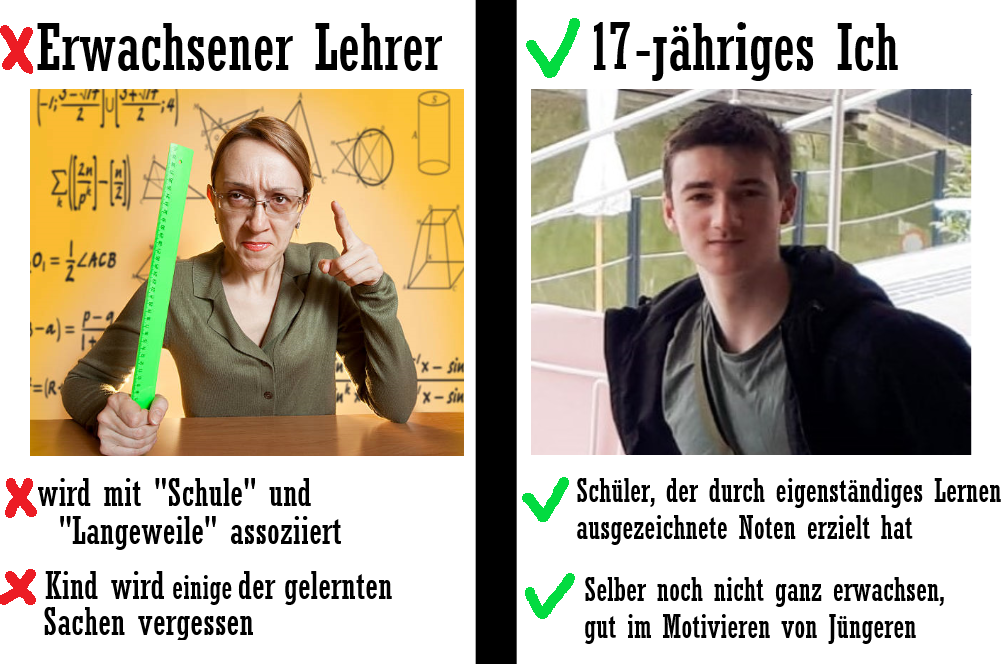 Erwachsener Lehrer
wird mit "Schule" und
"Langeweile" assoziiert
Kind wird einige der gelernten
Sachen vergessen
17-jähriges Ich
Schüler, der durch eigenständiges Lernen
ausgezeichnete Noten erzielt hat
Selber noch nicht ganz erwachsen,
gut im Motivieren von Jüngeren